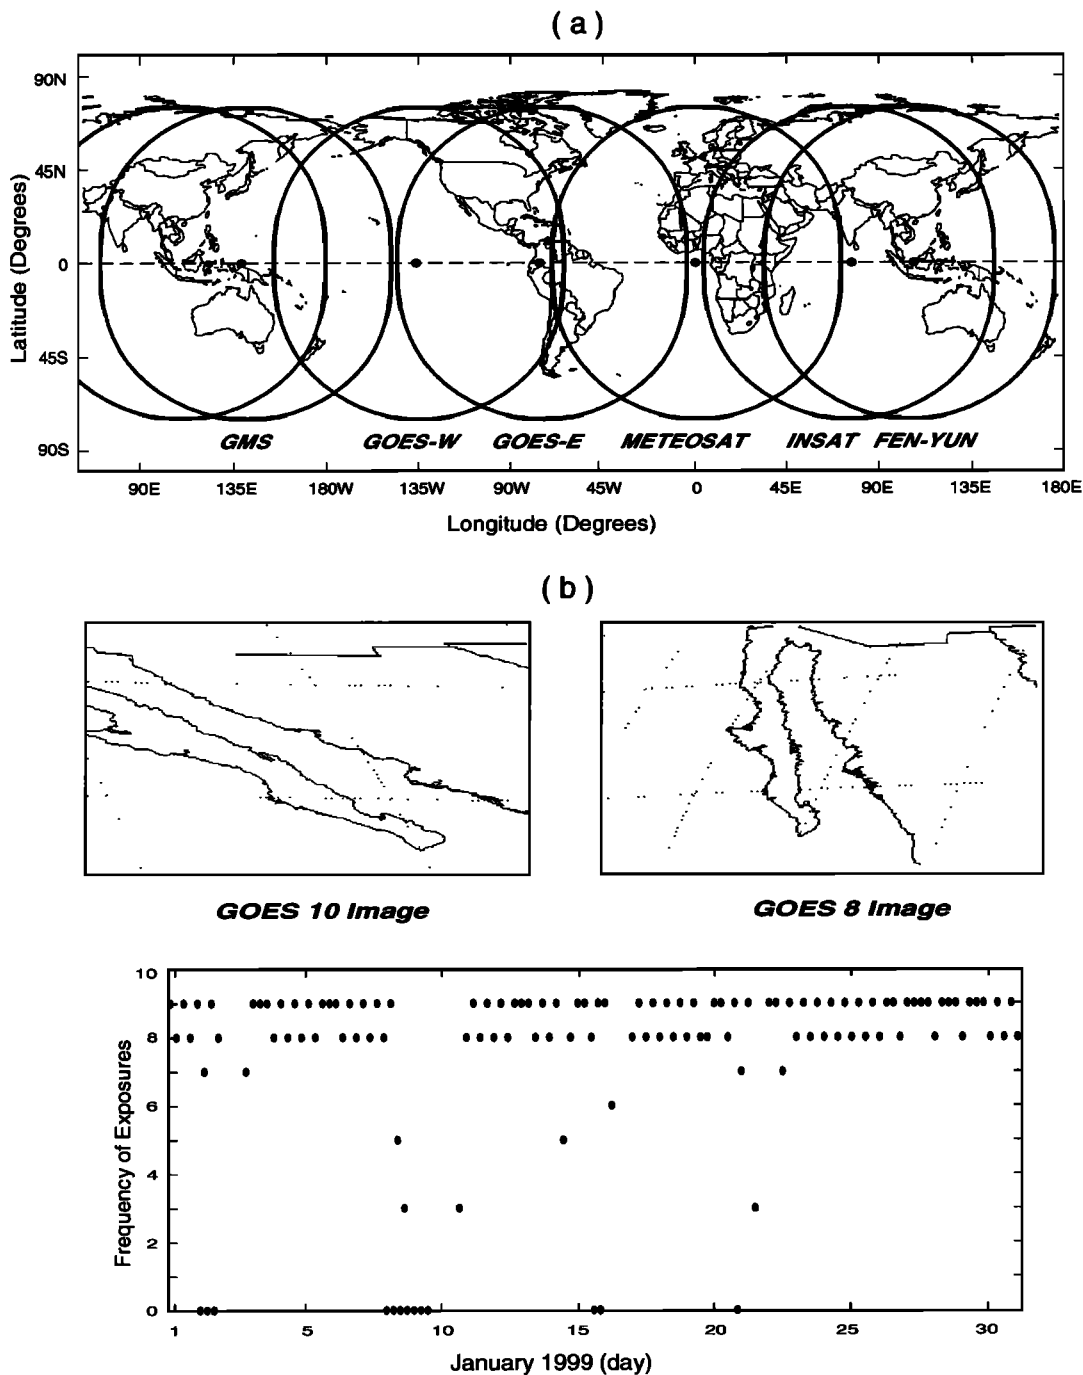 ( a )
90N
45N
0
45S
90S
Latitude (Degrees)
GMS GOES-W GOES-E METEOSAT INSAT FEN-YUN
90E 135E 180W 135W 90W 45W 0 45E 90E 135E 180E
Longitude (Degrees)
( b )
GOES 10 Image
GOES 8 Image
10
8
6
4
2
0
Frequency of Exposures
1 5 10 15 20 25 30
January 1999 (day)